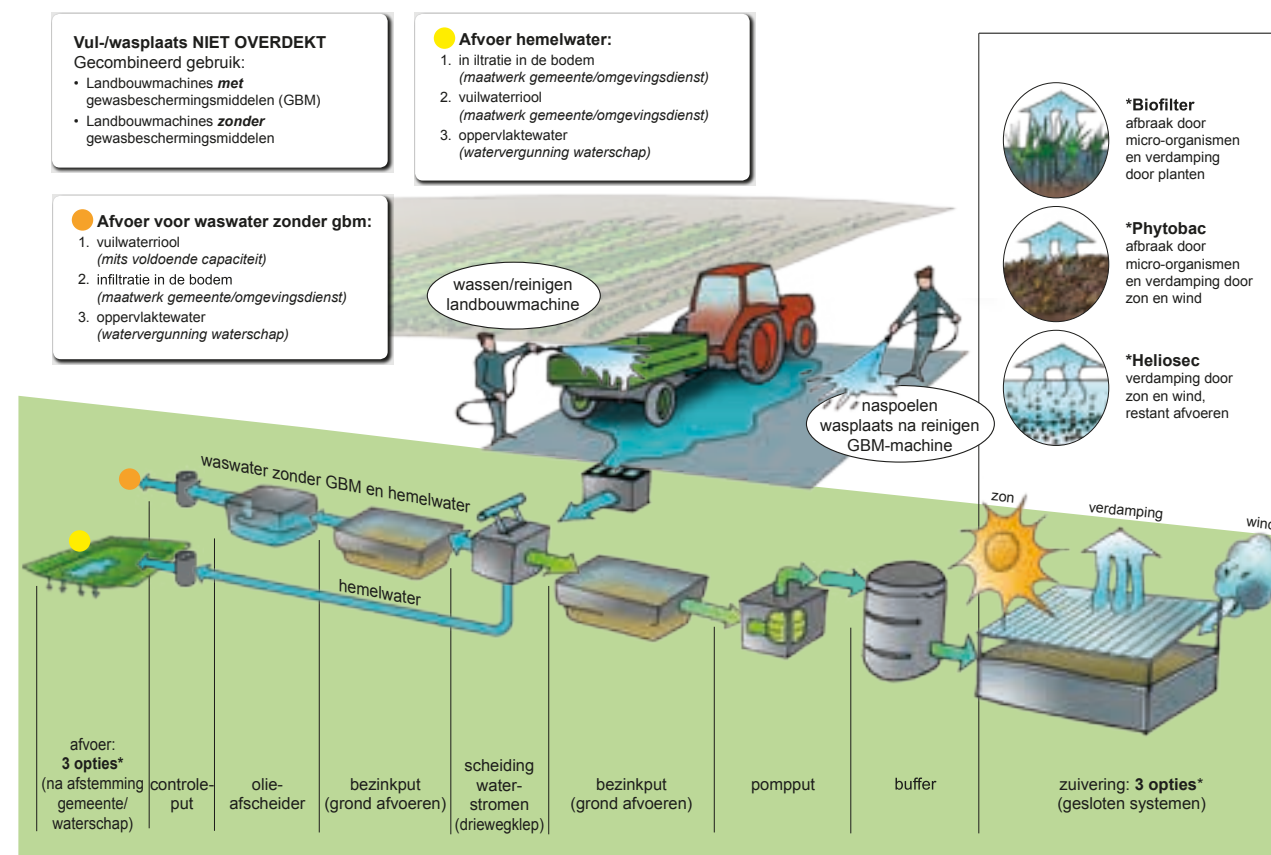 Vul-/wasplaats NIET OVERDEKT
Gecombineerd gebruik:
• Landbouwmachines met
gewasbeschermingsmiddelen (GBM)
• Landbouwmachines zonder
gewasbeschermingsmiddelen
Afvoer hemelwater:
1. in iltratie in de bodem
(maatwerk gemeente/omgevingsdienst)
2. vuilwaterriool
(maatwerk gemeente/omgevingsdienst)
3. oppervlaktewater
(watervergunning waterschap)
Afvoer voor waswater zonder gbm:
1. vuilwaterriool
(mits voldoende capaciteit)
2. infiltratie in de bodem
(maatwerk gemeente/omgevingsdienst)
3. oppervlaktewater
(watervergunning waterschap)
*Biofilter
afbraak door
micro-organismen
en verdamping
door planten
*Phytobac
afbraak door
micro-organismen
en verdamping door
zon en wind
*Heliosec
verdamping door
zon en wind,
restant afvoeren
wassen/reinigen
landbouwmachine
naspoelen
wasplaats na reinigen
GBM-machine
waswater zonder GBM en hemelwater
hemelwater
zon
verdamping
wind
afvoer:
3 opties*
(na afstemming
gemeente/
waterschap)
controle-
put
olie-
afscheider
bezinkput
(grond afvoeren)
scheiding
water-
stromen
(driewegklep)
bezinkput
(grond afvoeren)
pompput
buffer
zuivering: 3 opties*
(gesloten systemen)